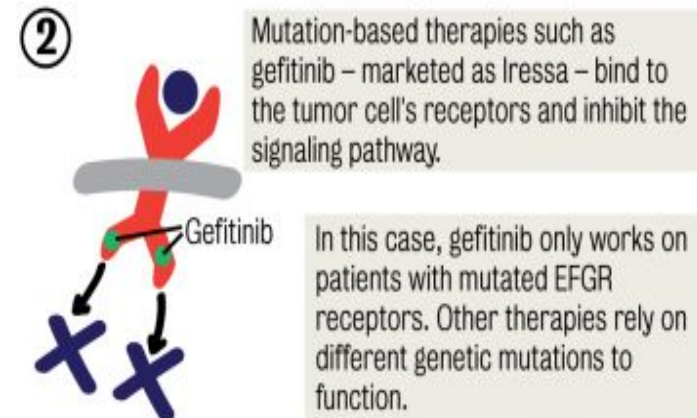 2
Mutation-based therapies such as
gefitinib – marketed as Iressa – bind to
the tumor cell's receptors and inhibit the
signaling pathway.
Gefitinib
In this case, gefitinib only works on
patients with mutated EFGR
receptors. Other therapies rely on
different genetic mutations to
function.